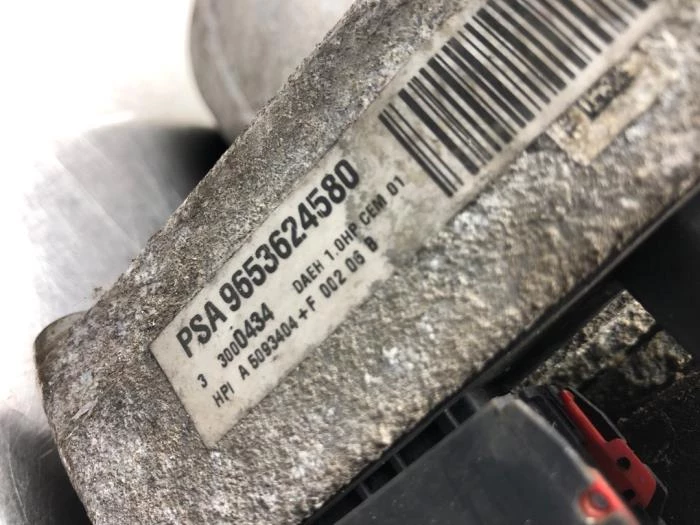 PSA 9653624580
3 3000434 DAEH 1.0HP CEM 01
HPI A 5093404 + F 002 06 B